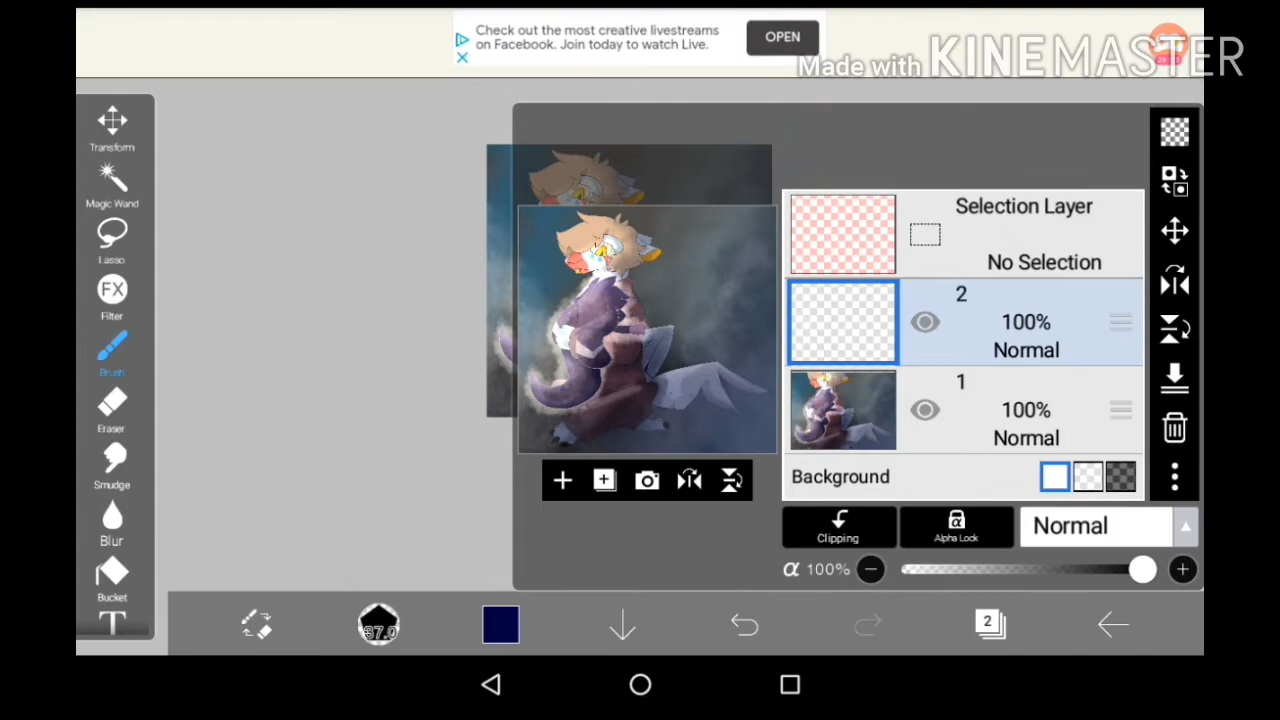 Check out the most creative livestreams
on Facebook. Join today to watch Live.
OPEN
Made with KINEMASTER
Transform
Magic Wand
Lasso
FX
Filter
Brush
Eraser
Smudge
Blur
Bucket
T
Selection Layer
No Selection
2
100%
Normal
1
100%
Normal
Background
Clipping
α
Alpha Lock
Normal
α 100%
37.0
2